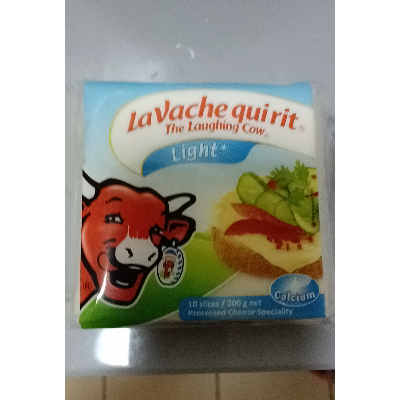 La vache qui rit®
The Laughing Cow®
Light*
Calcium
10 slices / 200 g net
Processed Cheese Speciality